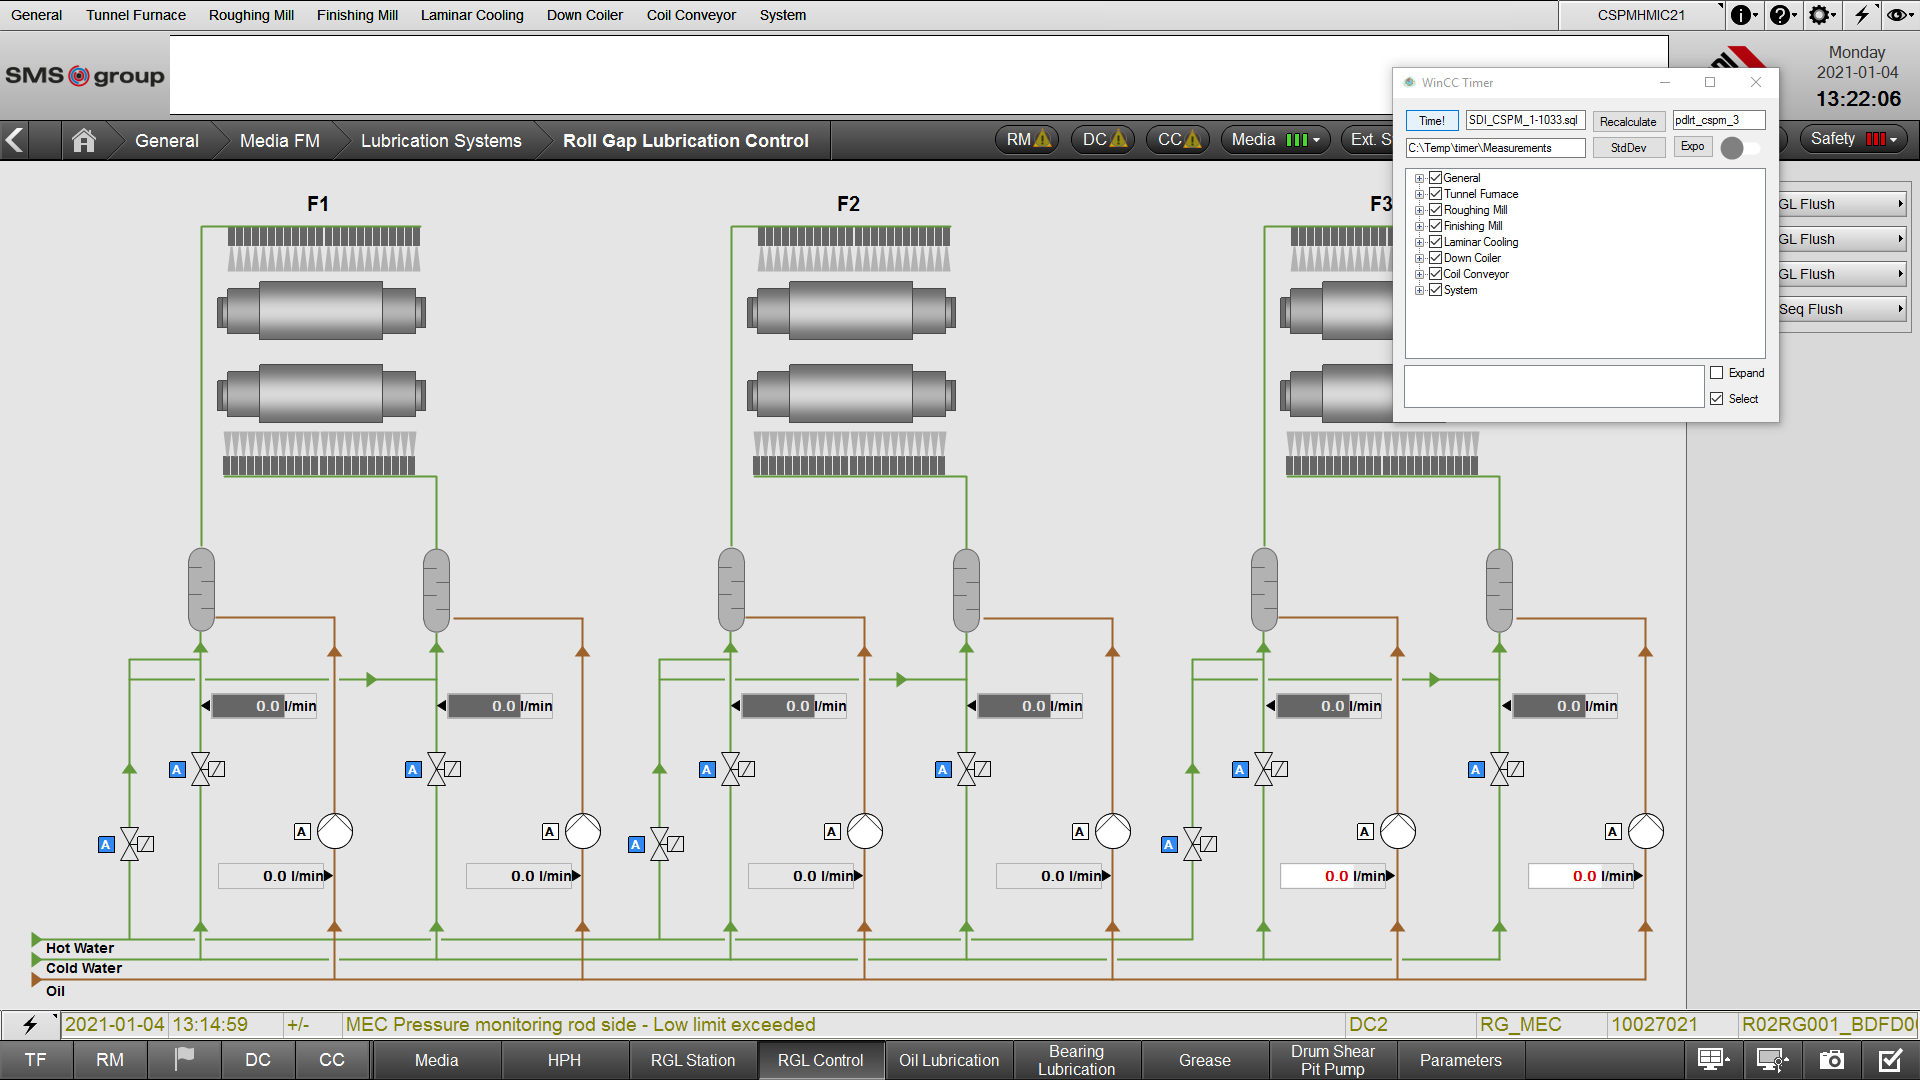 General Tunnel Furnace Roughing Mill Finishing Mill Laminar Cooling Down Coiler Coil Conveyor System CSPMHMIC21
SMS group
Monday
2021-01-04
13:22:06
General Media FM Lubrication Systems Roll Gap Lubrication Control RM DC CC Media Ext. S Safety
WinCC Timer
Time! SDI_CSPM_1-1033.sql Recalculate pdlrt_cspm_3
C:\Temp\timer\Measurements StdDev Expo
General
Tunnel Furnace
Roughing Mill
Finishing Mill
Laminar Cooling
Down Coiler
Coil Conveyor
System
Expand
Select
GL Flush
GL Flush
GL Flush
Seq Flush
F1 F2 F3
0.0 l/min 0.0 l/min 0.0 l/min 0.0 l/min 0.0 l/min 0.0 l/min
A A A A A A
A A A A A A
A A A
0.0 l/min 0.0 l/min 0.0 l/min 0.0 l/min 0.0 l/min 0.0 l/min
Hot Water
Cold Water
Oil
2021-01-04 13:14:59 +/- MEC Pressure monitoring rod side - Low limit exceeded DC2 RG_MEC 10027021
TF RM DC CC Media HPH RGL Station RGL Control Oil Lubrication Bearing Lubrication Grease Drum Shear Pit Pump Parameters